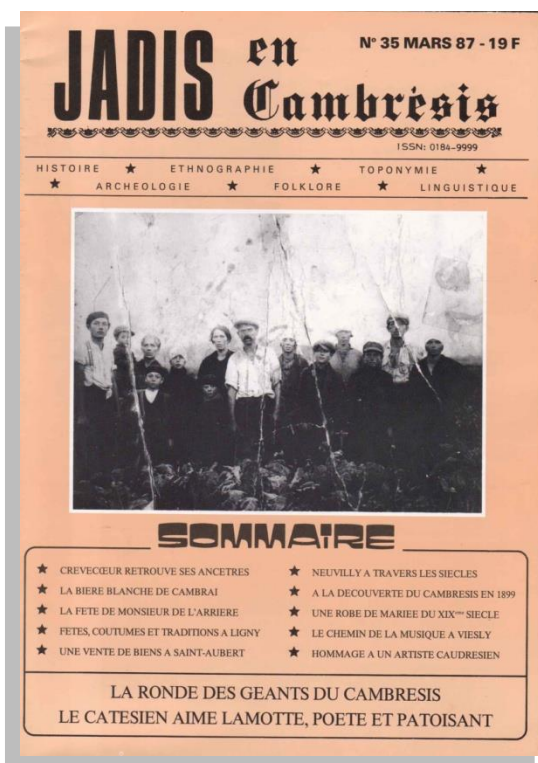 JADIS en Cambrésis
N° 35 MARS 87 - 19 F
ISSN: 0184-9999
HISTOIRE ★ ETHNOGRAPHIE ★ TOPONYMIE ★
★ ARCHEOLOGIE ★ FOLKLORE ★ LINGUISTIQUE
SOMMAIRE
★ CREVECŒUR RETROUVE SES ANCETRES
★ LA BIERE BLANCHE DE CAMBRAI
★ LA FETE DE MONSIEUR DE L'ARRIERE
★ FETES, COUTUMES ET TRADITIONS A LIGNY
★ UNE VENTE DE BIENS A SAINT-AUBERT
★ NEUVILLY A TRAVERS LES SIECLES
★ A LA DECOUVERTE DU CAMBRESIS EN 1899
★ UNE ROBE DE MARIEE DU XIXème SIECLE
★ LE CHEMIN DE LA MUSIQUE A VIESLY
★ HOMMAGE A UN ARTISTE CAUDRESIEN
LA RONDE DES GEANTS DU CAMBRESIS
LE CATESIEN AIME LAMOTTE, POETE ET PATOISANT